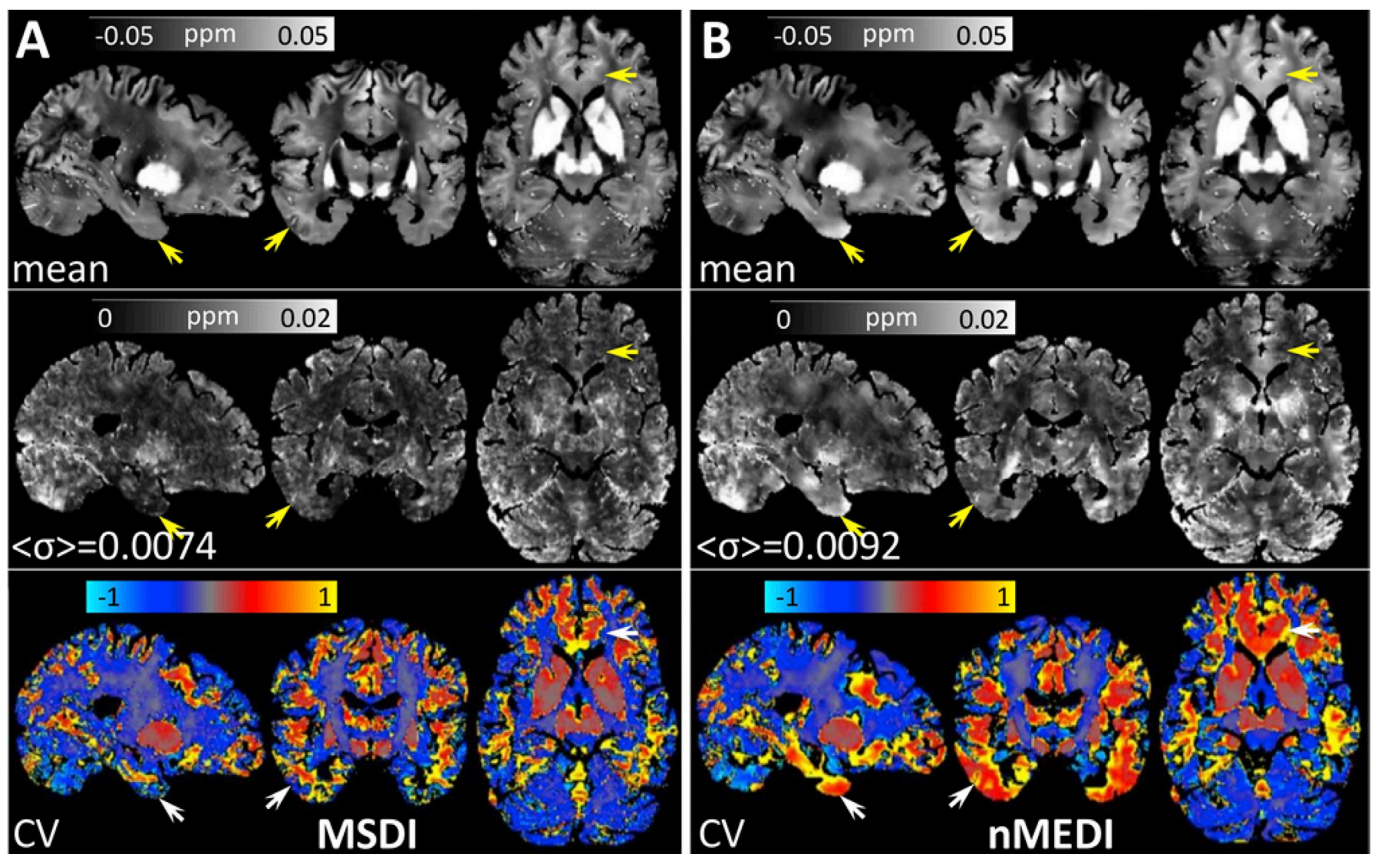 A
-0.05 ppm 0.05
mean
0 ppm 0.02
<σ>=0.0074
-1 1
CV MSDI
B
-0.05 ppm 0.05
mean
0 ppm 0.02
<σ>=0.0092
-1 1
CV nMEDI